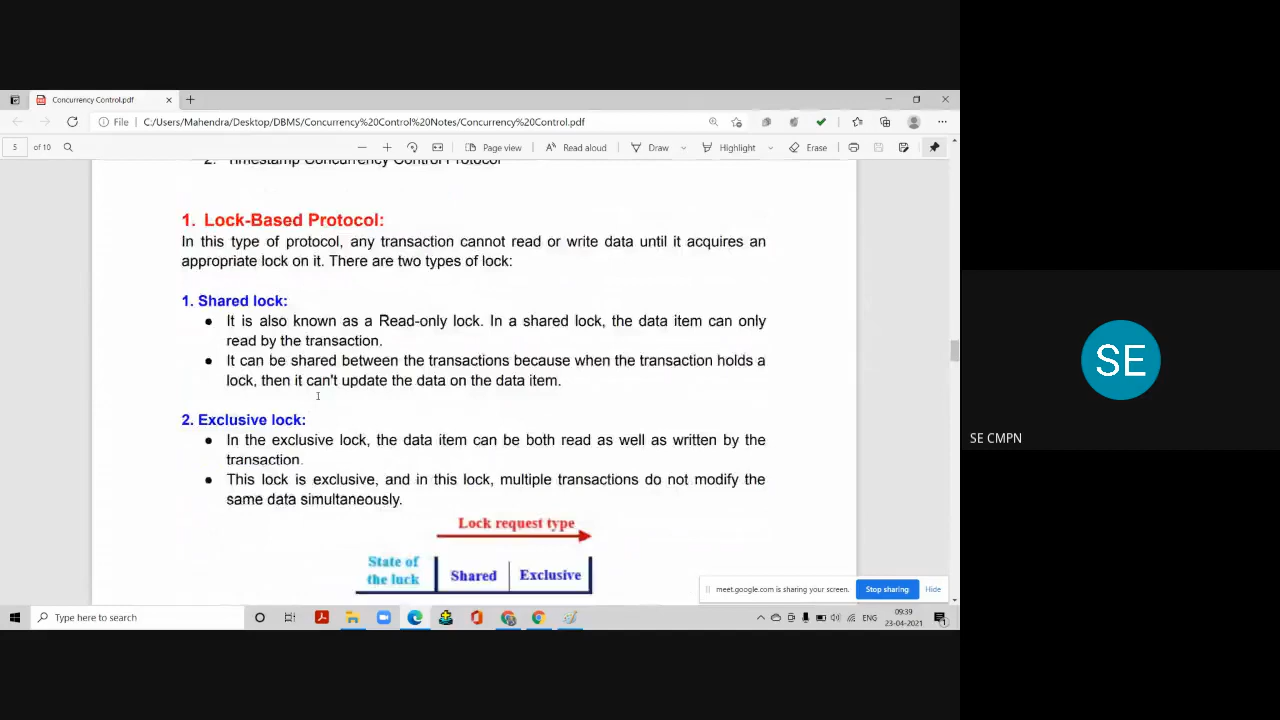 Concurrency Control.pdf
File
C:/Users/Mahendra/Desktop/DBMS/Concurrency%20Control%20Notes/Concurrency%20Control.pdf
5 of 10
Page view
Read aloud
Draw
Highlight
Erase
2. Timestamp Concurrency Control Protocol
1. Lock-Based Protocol:
In this type of protocol, any transaction cannot read or write data until it acquires an
appropriate lock on it. There are two types of lock:
1. Shared lock:
● It is also known as a Read-only lock. In a shared lock, the data item can only
read by the transaction.
● It can be shared between the transactions because when the transaction holds a
lock, then it can't update the data on the data item.
2. Exclusive lock:
● In the exclusive lock, the data item can be both read as well as written by the
transaction.
● This lock is exclusive, and in this lock, multiple transactions do not modify the
same data simultaneously.
Lock request type
State of
the luck
Shared
Exclusive
meet.google.com is sharing your screen.
Stop sharing
Hide
Type here to search
ENG
09:39
23-04-2021
SE
SE CMPN